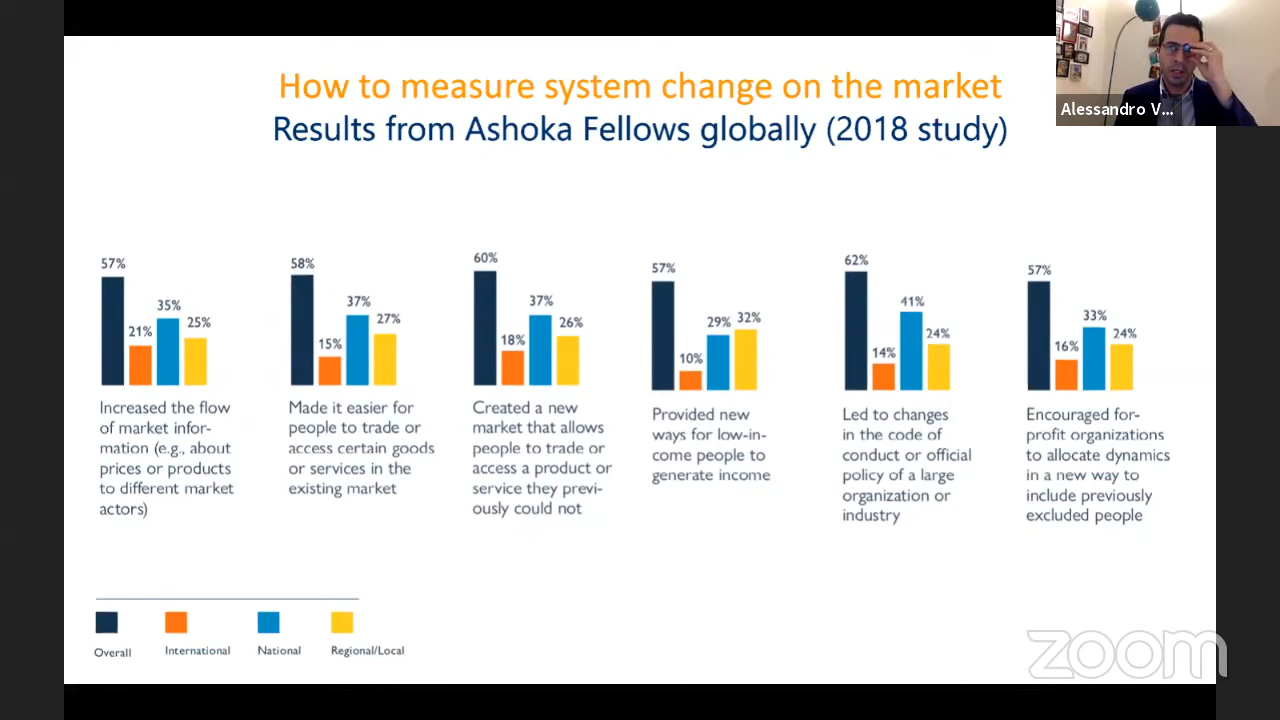 How to measure system change on the market
Results from Ashoka Fellows globally (2018 study)
Alessandro V...
57%
21%
35%
25%
Increased the flow
of market infor-
mation (e.g., about
prices or products
to different market
actors)
58%
15%
37%
27%
Made it easier for
people to trade or
access certain goods
or services in the
existing market
60%
18%
37%
26%
Created a new
market that allows
people to trade or
access a product or
service they previ-
ously could not
57%
10%
29%
32%
Provided new
ways for low-in-
come people to
generate income
62%
14%
41%
24%
Led to changes
in the code of
conduct or official
policy of a large
organization or
industry
57%
16%
33%
24%
Encouraged for-
profit organizations
to allocate dynamics
in a new way to
include previously
excluded people
Overall
International
National
Regional/Local
zoom